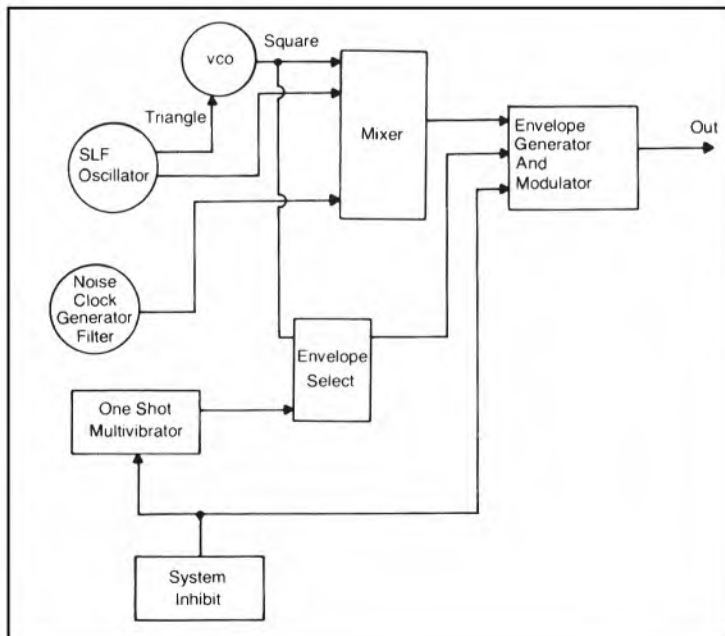 Square
vco
Triangle
SLF
Oscillator
Mixer
Envelope
Generator
And
Modulator
Out
Noise
Clock
Generator
Filter
Envelope
Select
One Shot
Multivibrator
System
Inhibit